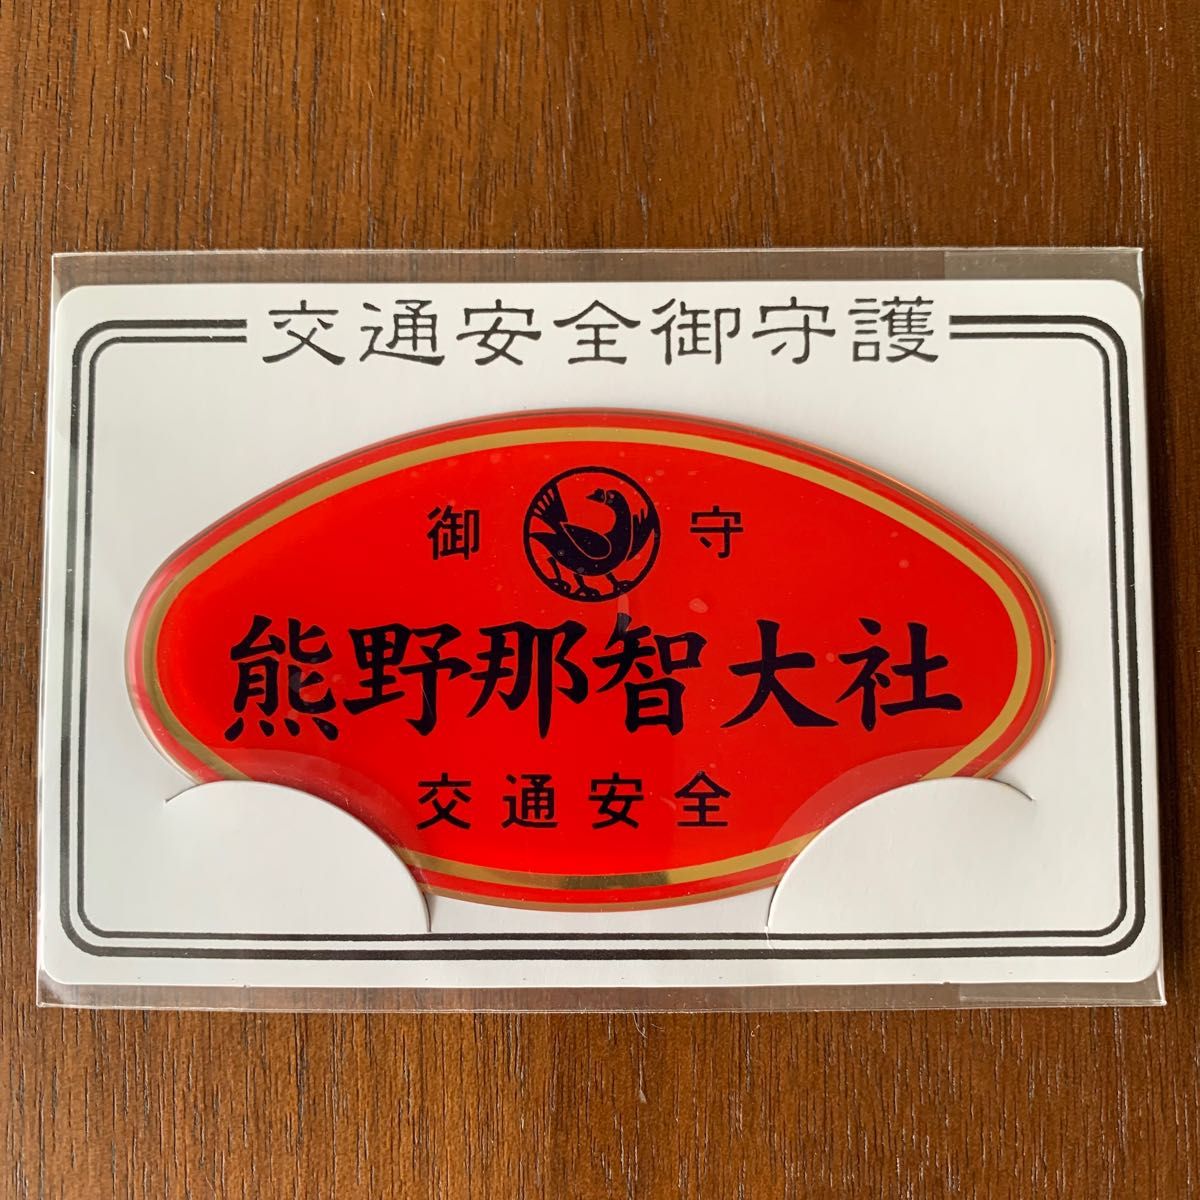 交通安全御守護
御 守
熊野那智大社
交通安全